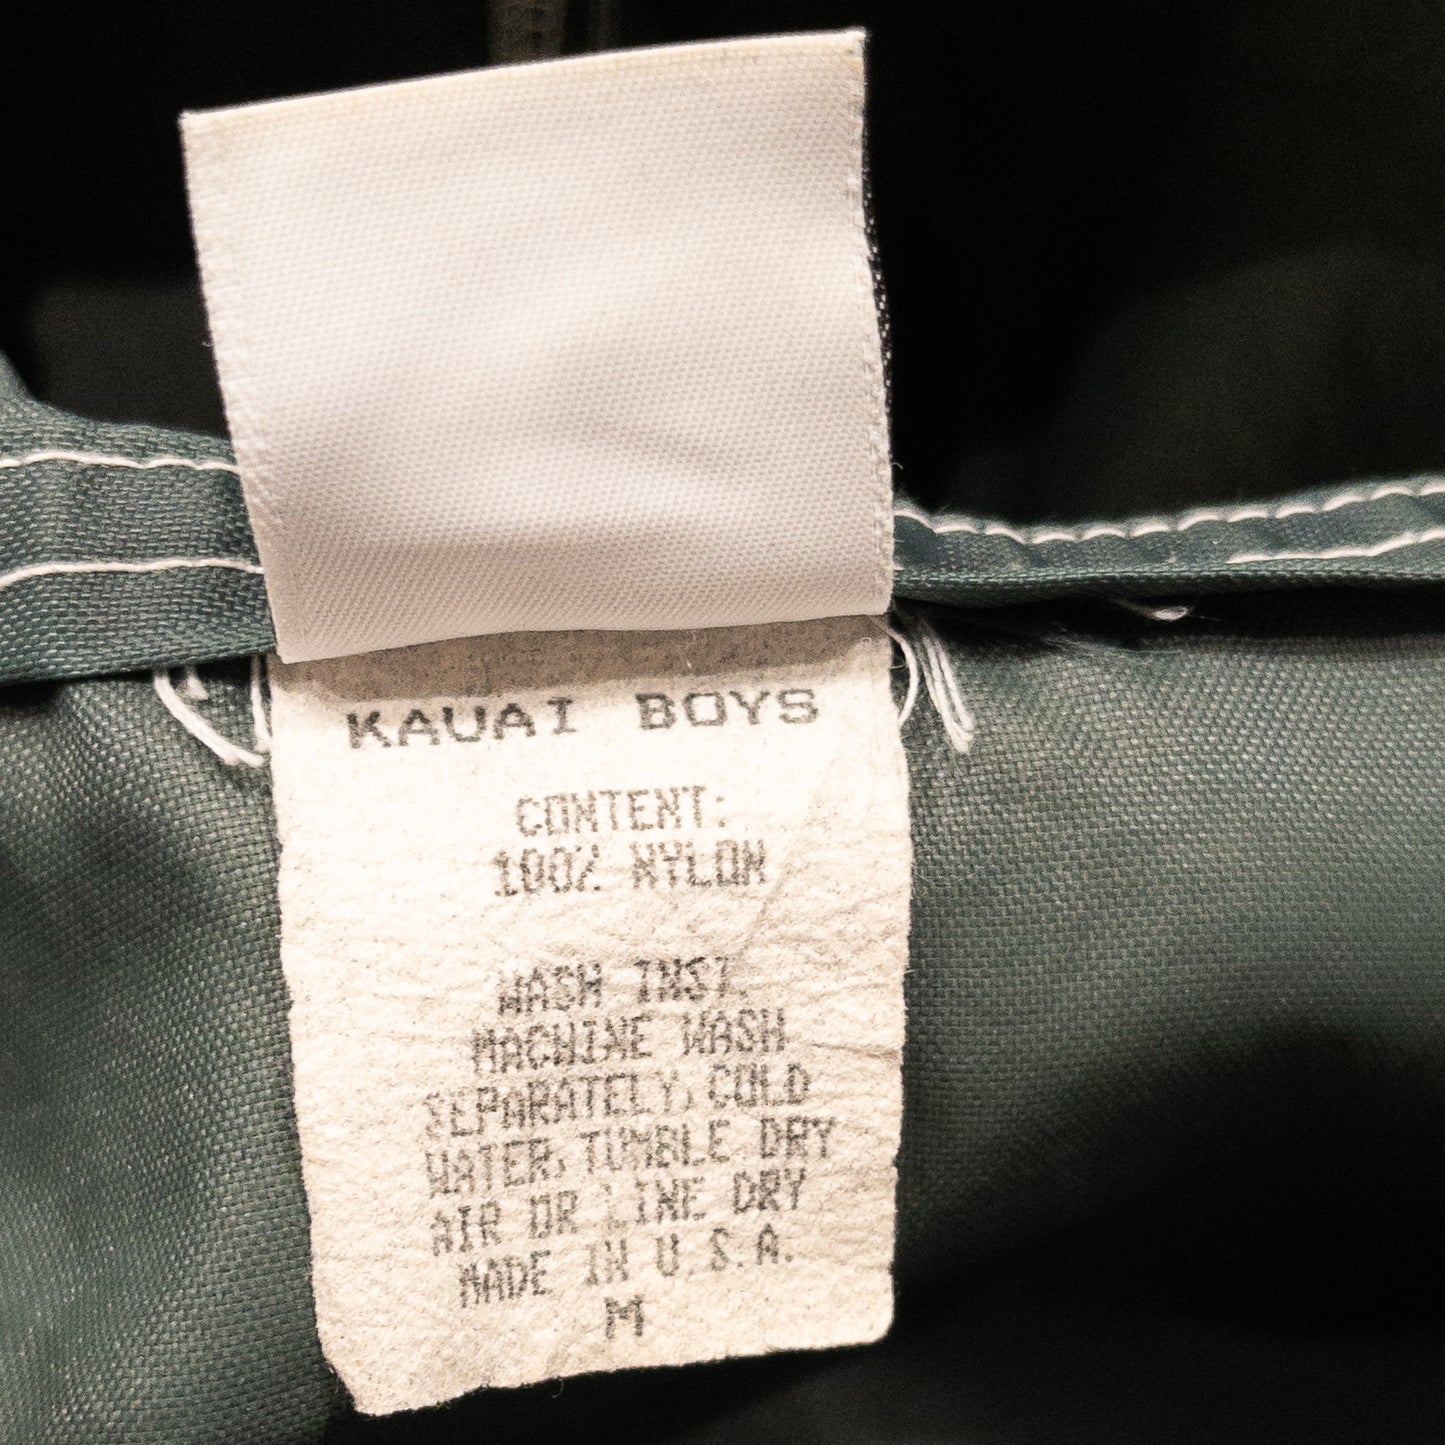 KAUAI BOYS
CONTENT:
100% NYLON
WASH INST.
MACHINE WASH
SEPARATELY, COLD
WATER, TUMBLE DRY
AIR OR LINE DRY
MADE IN U.S.A.
M